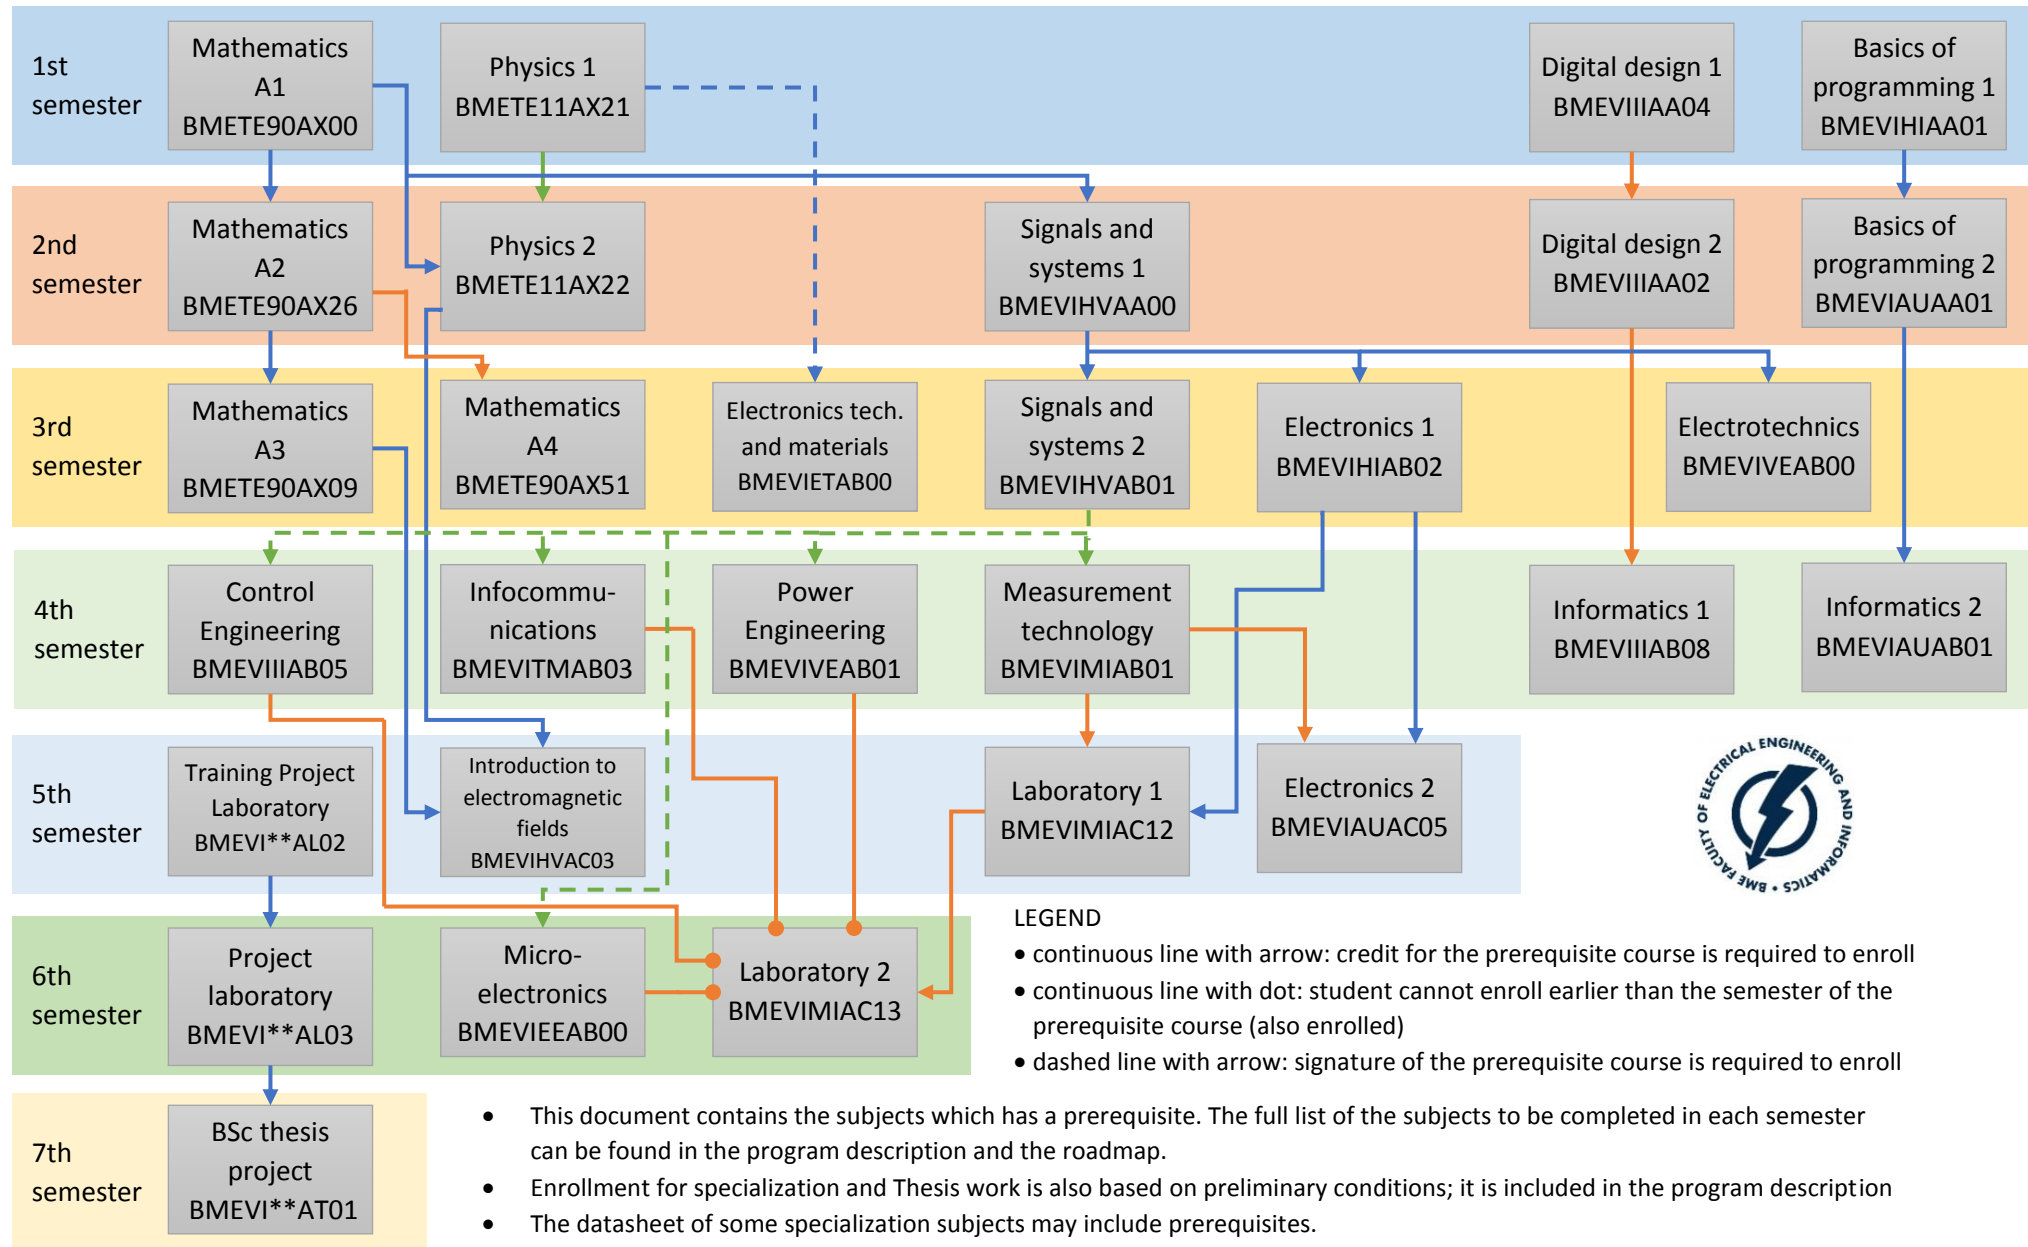 1st
semester
Mathematics
A1
BMETE90AX00
Physics 1
BMETE11AX21
Digital design 1
BMEVIIIAA04
Basics of
programming 1
BMEVIHIAA01
2nd
semester
Mathematics
A2
BMETE90AX26
Physics 2
BMETE11AX22
Signals and
systems 1
BMEVIHVAA00
Digital design 2
BMEVIIIAA02
Basics of
programming 2
BMEVIAUAA01
3rd
semester
Mathematics
A3
BMETE90AX09
Mathematics
A4
BMETE90AX51
Electronics tech.
and materials
BMEVIETAB00
Signals and
systems 2
BMEVIHVAB01
Electronics 1
BMEVIHIAB02
Electrotechnics
BMEVIVEAB00
4th
semester
Control
Engineering
BMEVIIIAB05
Infocommu-
nications
BMEVITMAB03
Power
Engineering
BMEVIVEAB01
Measurement
technology
BMEVIMIAB01
Informatics 1
BMEVIIIAB08
Informatics 2
BMEVIAUAB01
5th
semester
Training Project
Laboratory
BMEVI**AL02
Introduction to
electromagnetic
fields
BMEVIHVAC03
Laboratory 1
BMEVIMIAC12
Electronics 2
BMEVIAUAC05
BME FACULTY OF ELECTRICAL ENGINEERING AND INFORMATICS •
6th
semester
Project
laboratory
BMEVI**AL03
Micro-
electronics
BMEVIEEAB00
Laboratory 2
BMEVIMIAC13
LEGEND
• continuous line with arrow: credit for the prerequisite course is required to enroll
• continuous line with dot: student cannot enroll earlier than the semester of the
prerequisite course (also enrolled)
• dashed line with arrow: signature of the prerequisite course is required to enroll
7th
semester
BSc thesis
project
BMEVI**AT01
• This document contains the subjects which has a prerequisite. The full list of the subjects to be completed in each semester
can be found in the program description and the roadmap.
• Enrollment for specialization and Thesis work is also based on preliminary conditions; it is included in the program description
• The datasheet of some specialization subjects may include prerequisites.